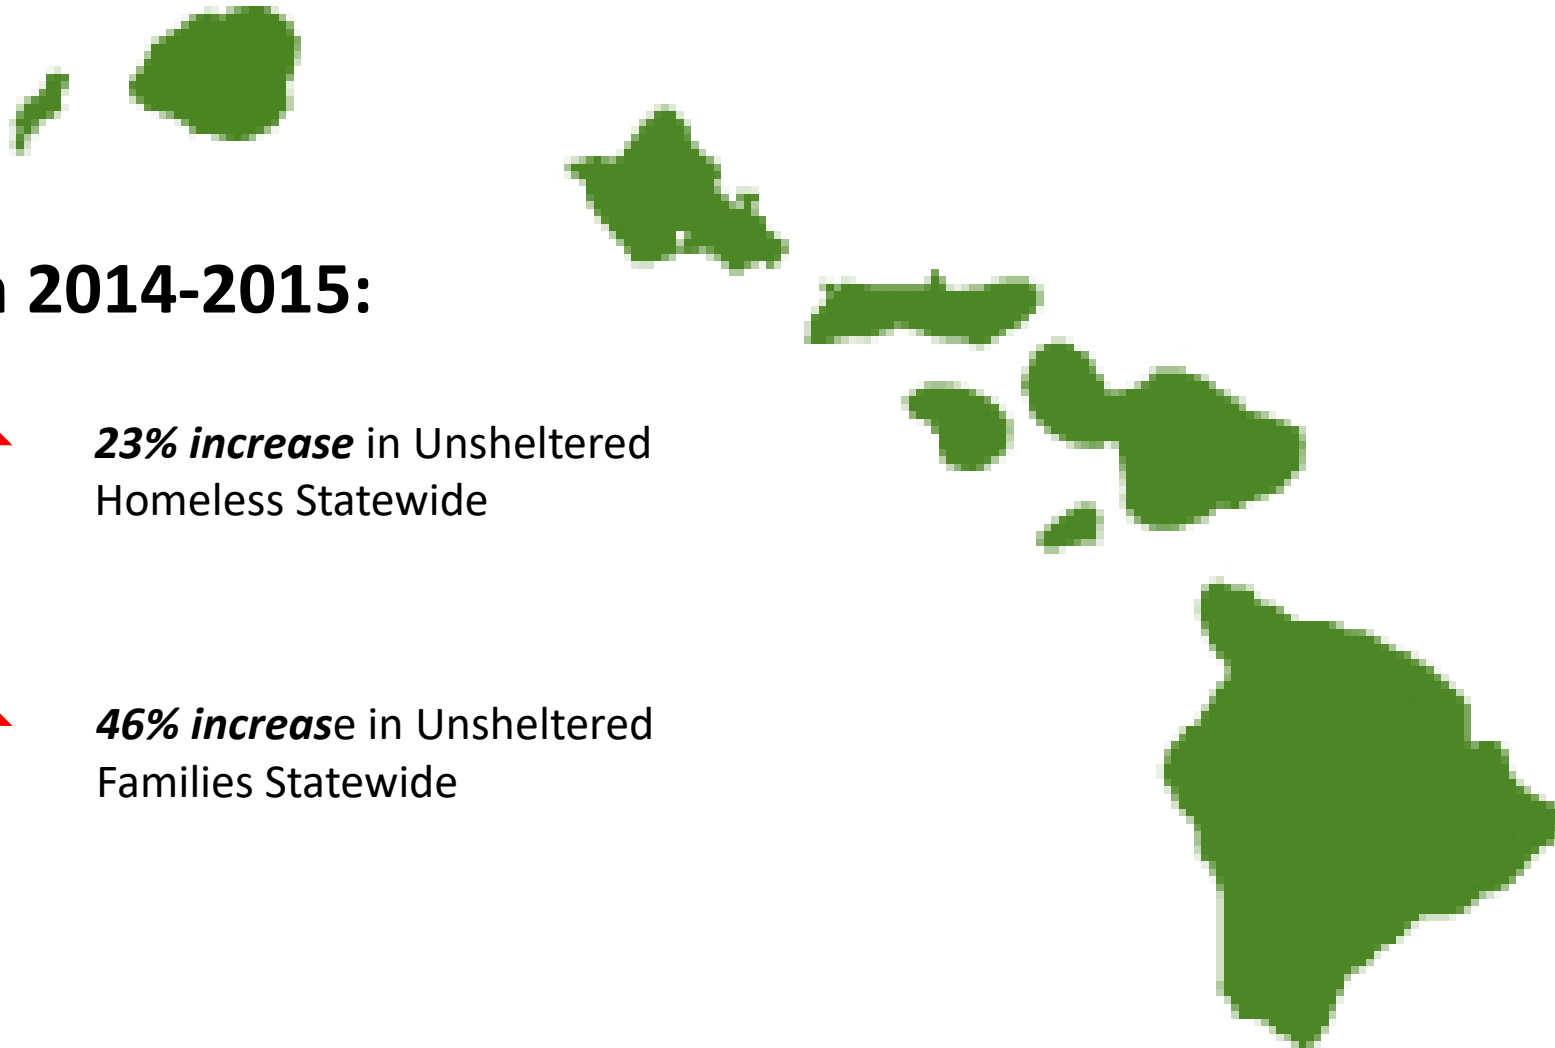 2014-2015:
23% increase in Unsheltered
Homeless Statewide
46% increase in Unsheltered
Families Statewide